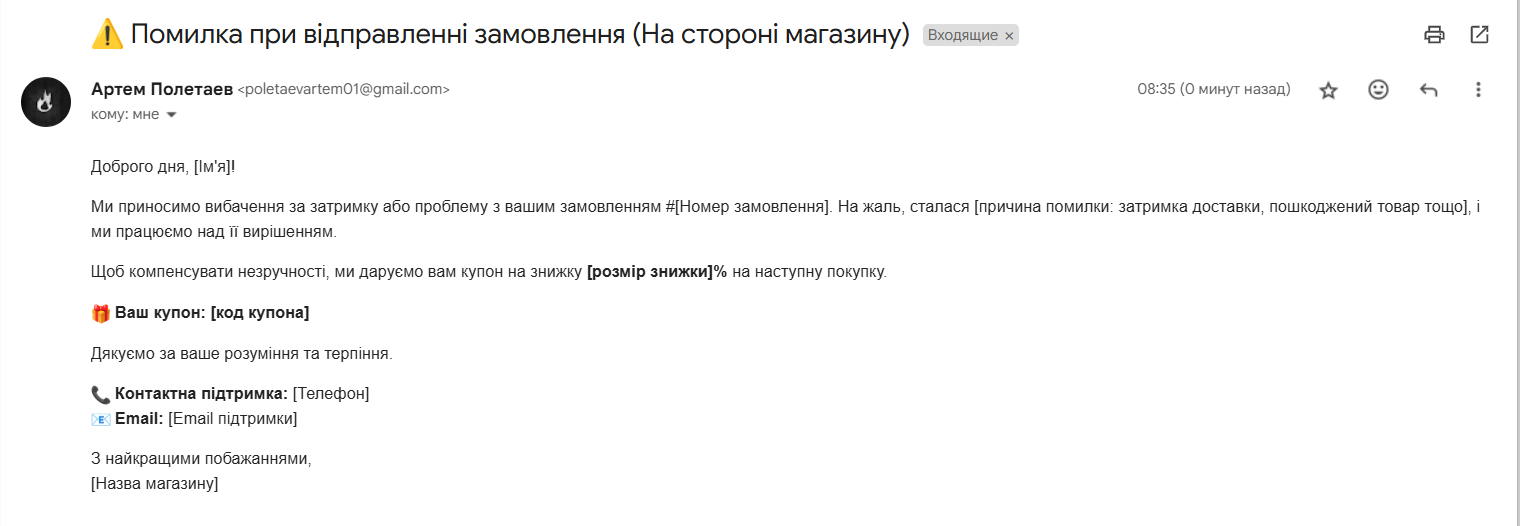 ⚠️ Помилка при відправленні замовлення (На стороні магазину) Входящие ×
Артем Полетаев <poletaevartem01@gmail.com> 08:35 (0 минут назад)
кому: мне
Доброго дня, [Ім'я]!
Ми приносимо вибачення за затримку або проблему з вашим замовленням #[Номер замовлення]. На жаль, сталася [причина помилки: затримка доставки, пошкоджений товар тощо], і
ми працюємо над її вирішенням.
Щоб компенсувати незручності, ми даруємо вам купон на знижку [розмір знижки]% на наступну покупку.
🎁 Ваш купон: [код купона]
Дякуємо за ваше розуміння та терпіння.
📞 Контактна підтримка: [Телефон]
📧 Email: [Email підтримки]
З найкращими побажаннями,
[Назва магазину]